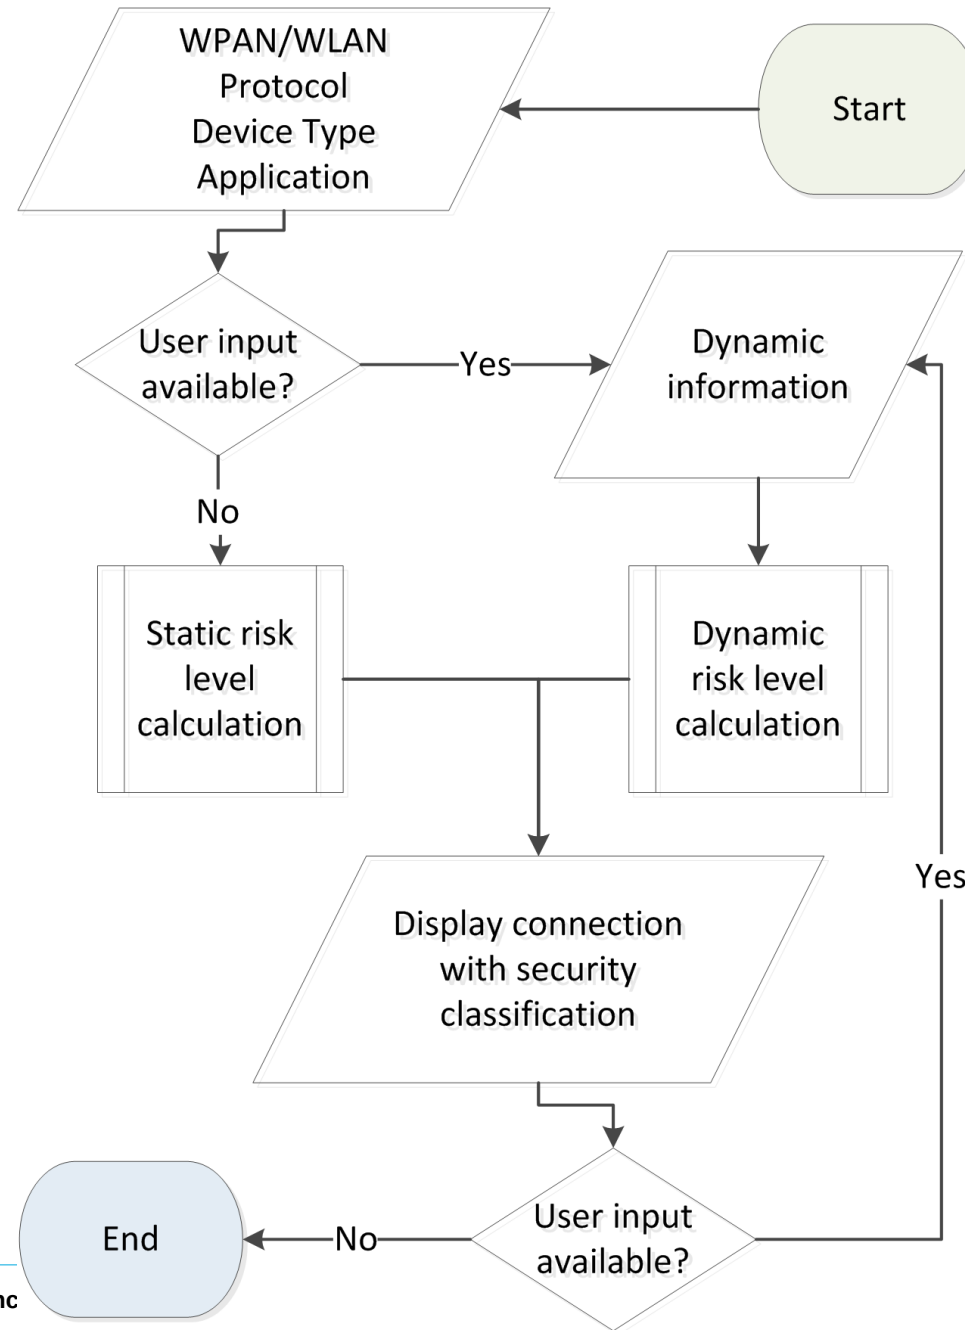 WPAN/WLAN
Protocol
Device Type
Application
Start
User input
available?
Yes
Dynamic
information
No
Static risk
level
calculation
Dynamic
risk level
calculation
Yes
Display connection
with security
classification
User input
available?
No
End